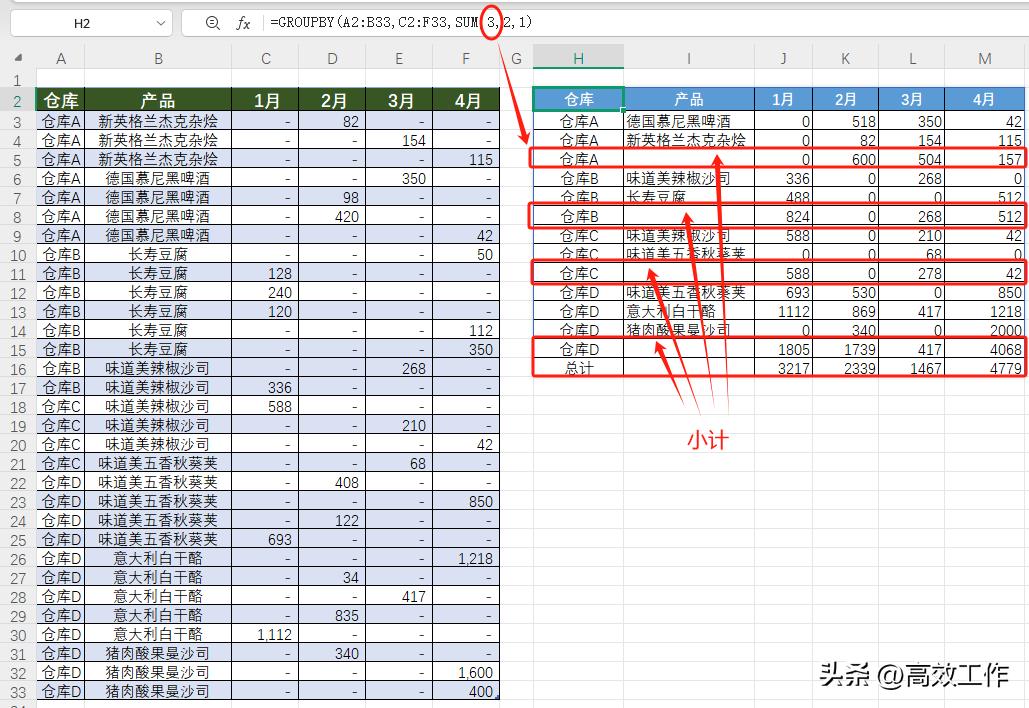 H2 fx =GROUPBY(A2:B33,C2:F33,SUM,3,2,1)
A B C D E F G H I J K L M
1
2 仓库 产品 1月 2月 3月 4月 仓库 产品 1月 2月 3月 4月
3 仓库A 新英格兰杰克杂烩 - 82 - - 仓库A 德国慕尼黑啤酒 0 518 350 42
4 仓库A 新英格兰杰克杂烩 - - 154 - 仓库A 新英格兰杰克杂烩 0 82 154 115
5 仓库A 新英格兰杰克杂烩 - - - 115 仓库A 0 600 504 157
6 仓库A 德国慕尼黑啤酒 - - 350 - 仓库B 味道美辣椒沙司 336 0 268 0
7 仓库A 德国慕尼黑啤酒 - 98 - - 仓库B 长寿豆腐 488 0 0 512
8 仓库A 德国慕尼黑啤酒 - 420 - - 仓库B 824 0 268 512
9 仓库A 德国慕尼黑啤酒 - - - 42 仓库C 味道美辣椒沙司 588 0 210 42
10 仓库B 长寿豆腐 - - - 50 仓库C 味道美五香秋葵荚 0 0 68 0
11 仓库B 长寿豆腐 128 - - - 仓库C 588 0 278 42
12 仓库B 长寿豆腐 240 - - - 仓库D 味道美五香秋葵荚 693 530 0 850
13 仓库B 长寿豆腐 120 - - - 仓库D 意大利白干酪 1112 869 417 1218
14 仓库B 长寿豆腐 - - - 112 仓库D 猪肉酸果曼沙司 0 340 0 2000
15 仓库B 长寿豆腐 - - - 350 仓库D 1805 1739 417 4068
16 仓库B 味道美辣椒沙司 - - 268 - 总计 3217 2339 1467 4779
17 仓库B 味道美辣椒沙司 336 - - -
18 仓库C 味道美辣椒沙司 588 - - -
19 仓库C 味道美辣椒沙司 - - 210 -
20 仓库C 味道美辣椒沙司 - - - 42
小计
21 仓库C 味道美五香秋葵荚 - - 68 -
22 仓库D 味道美五香秋葵荚 - 408 - -
23 仓库D 味道美五香秋葵荚 - - - 850
24 仓库D 味道美五香秋葵荚 - 122 - -
25 仓库D 味道美五香秋葵荚 693 - - -
26 仓库D 意大利白干酪 - - - 1,218
27 仓库D 意大利白干酪 - 34 - -
28 仓库D 意大利白干酪 - - 417 -
29 仓库D 意大利白干酪 - 835 - -
30 仓库D 意大利白干酪 1,112 - - -
31 仓库D 猪肉酸果曼沙司 - 340 - -
32 仓库D 猪肉酸果曼沙司 - - - 1,600
33 仓库D 猪肉酸果曼沙司 - - - 400
头条 @高效工作